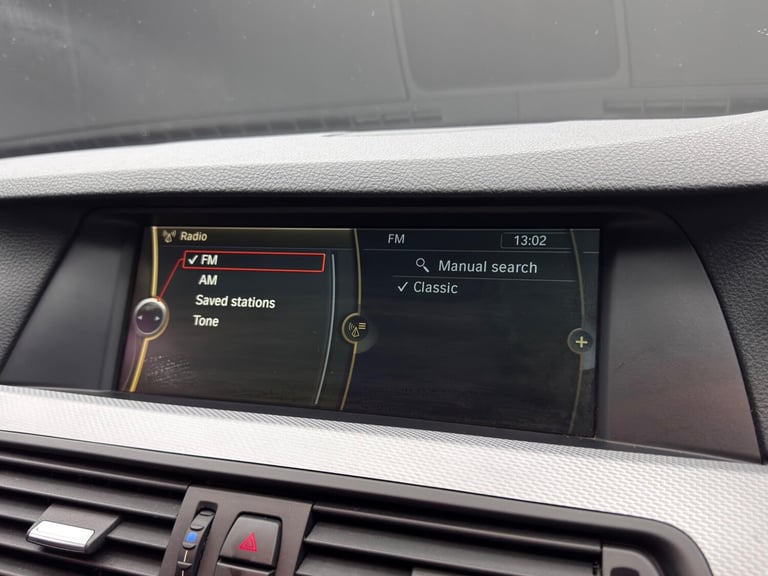 Radio
✓ FM
AM
Saved stations
Tone
FM 13:02
Manual search
✓ Classic